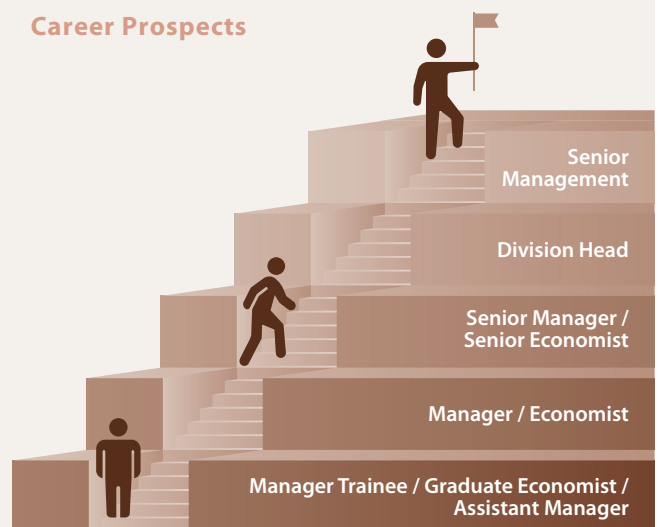 Career Prospects
Senior
Management
Division Head
Senior Manager /
Senior Economist
Manager / Economist
Manager Trainee / Graduate Economist /
Assistant Manager